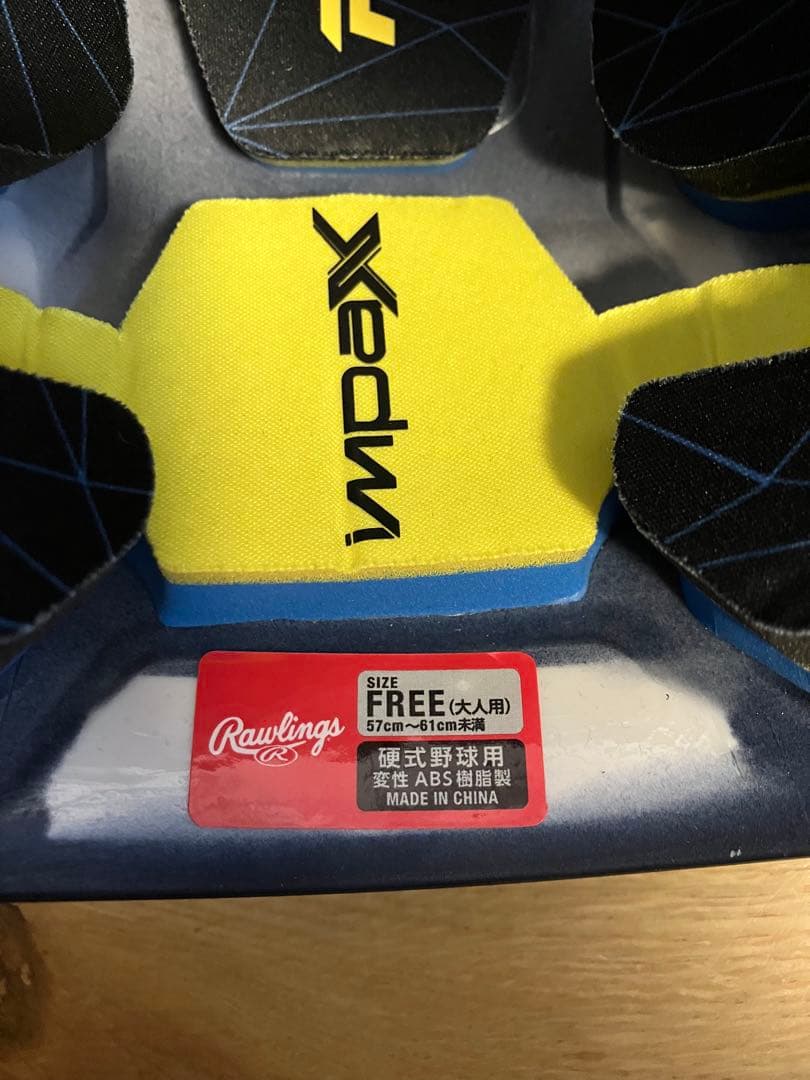 impaX
Rawlings
R
SIZE
FREE(大人用)
57cm〜61cm未満
硬式野球用
変性ABS樹脂製
MADE IN CHINA